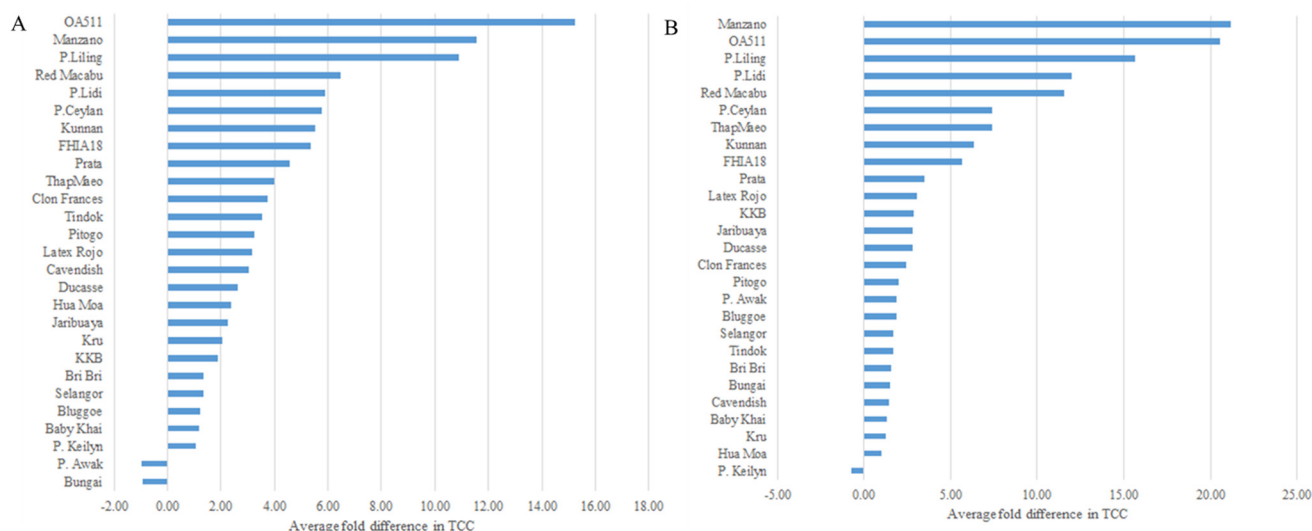 A
OA511
Manzano
P.Liling
Red Macabu
P.Lidi
P.Ceylan
Kunnan
FHIA18
Prata
ThapMaeo
Clon Frances
Tindok
Pitogo
Latex Rojo
Cavendish
Ducasse
Hua Moa
Jaribuaya
Kru
KKB
Bri Bri
Selangor
Bluggoe
Baby Khai
P. Keilyn
P. Awak
Bungai
-2.00 0.00 2.00 4.00 6.00 8.00 10.00 12.00 14.00 16.00 18.00
Average fold difference in TCC
B
Manzano
OA511
P.Liling
P.Lidi
Red Macabu
P.Ceylan
ThapMaeo
Kunnan
FHIA18
Prata
Latex Rojo
KKB
Jaribuaya
Ducasse
Clon Frances
Pitogo
P. Awak
Bluggoe
Selangor
Tindok
Bri Bri
Bungai
Cavendish
Baby Khai
Kru
Hua Moa
P. Keilyn
-5.00 0.00 5.00 10.00 15.00 20.00 25.00
Average fold difference in TCC